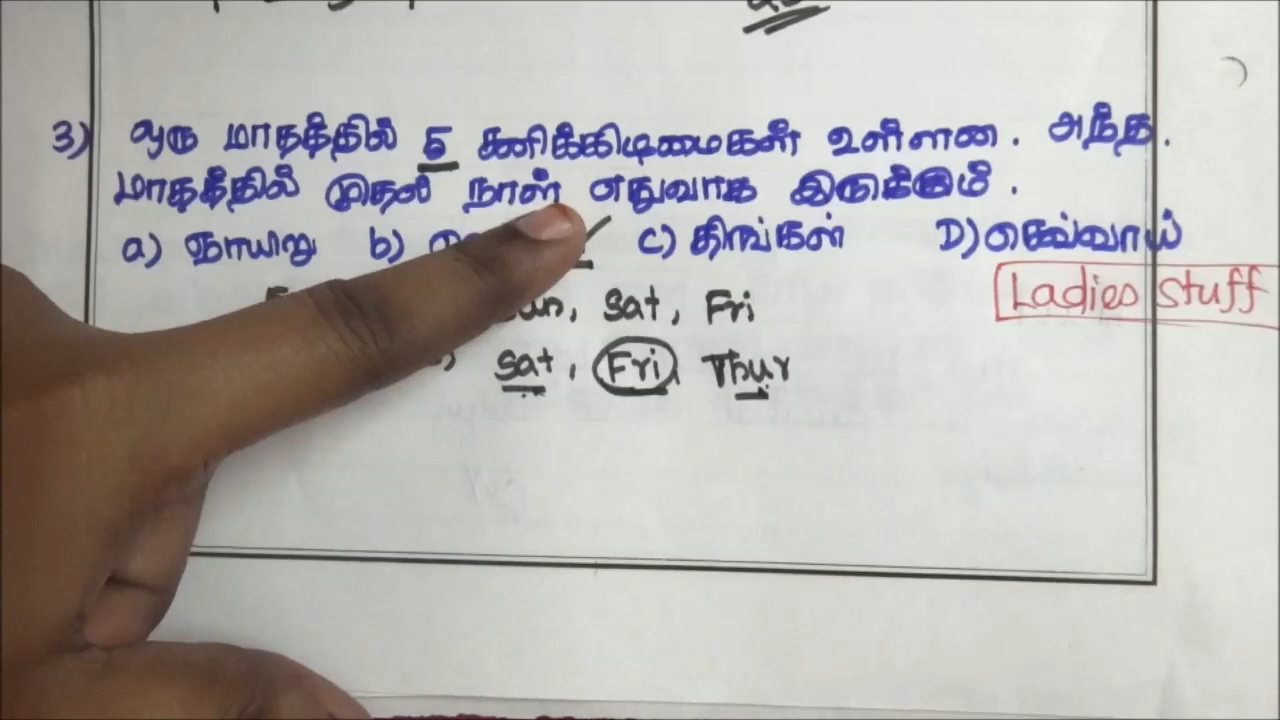 3) ஒரு மாதத்தில் 5 சனிக்கிழமைகள் உள்ளன. அந்த
மாதத்தில் முதல் நாள் எதுவாக இருக்கும்.
a) ஞாயிறு b) c) திங்கள் D) செவ்வாய்
Ladies stuff
Sun, Sat, Fri
Sat, Fri, Thur